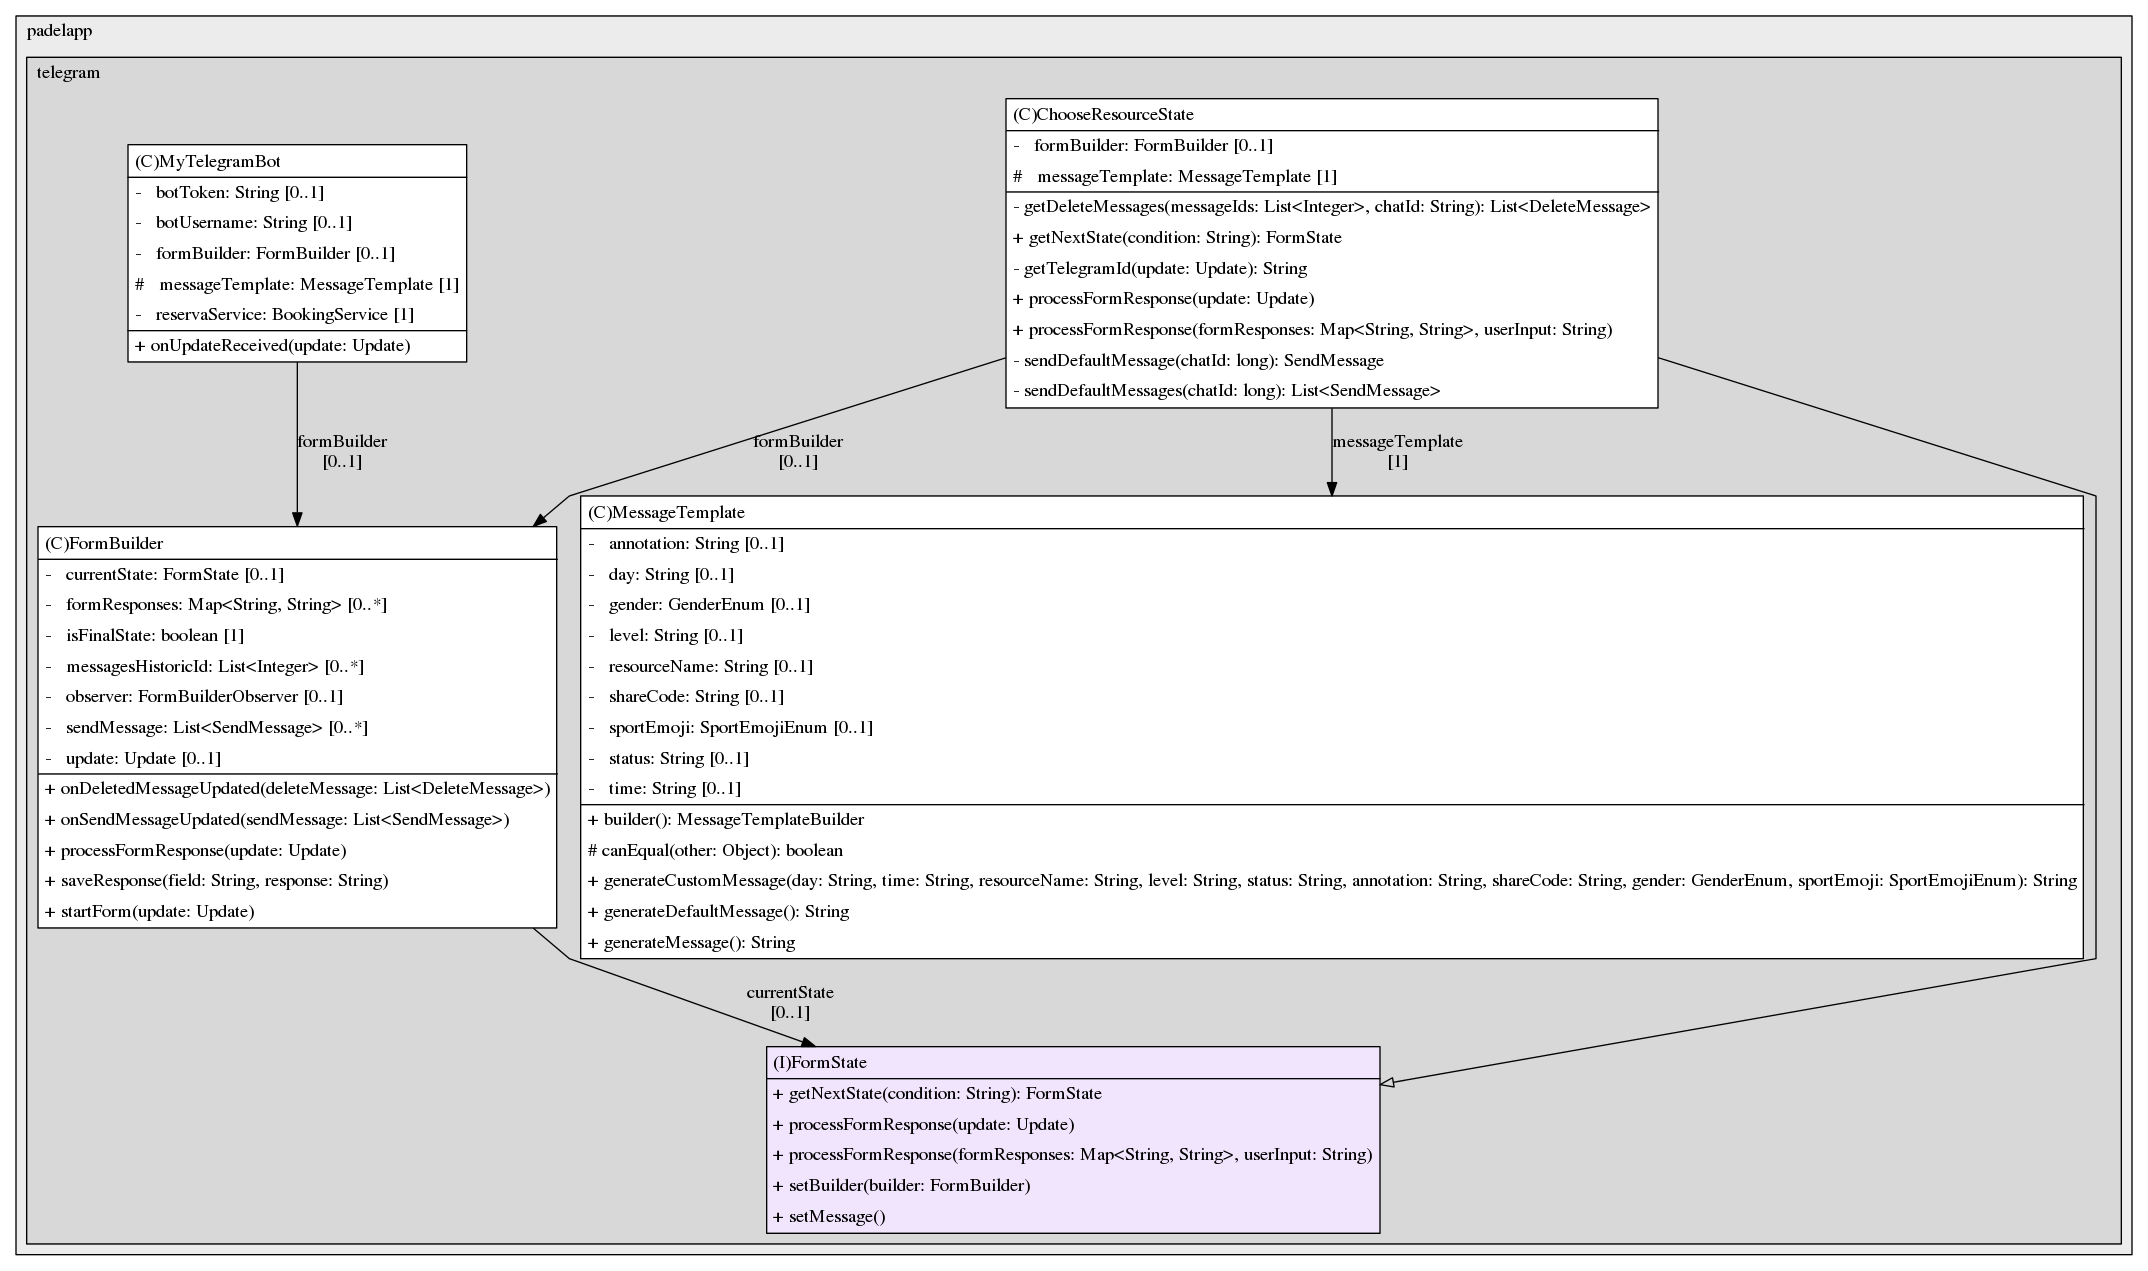 padelapp
telegram
(C)MyTelegramBot
-   botToken: String [0..1]
-   botUsername: String [0..1]
-   formBuilder: FormBuilder [0..1]
#   messageTemplate: MessageTemplate [1]
-   reservaService: BookingService [1]
+ onUpdateReceived(update: Update)
(C)ChooseResourceState
-   formBuilder: FormBuilder [0..1]
#   messageTemplate: MessageTemplate [1]
- getDeleteMessages(messageIds: List<Integer>, chatId: String): List<DeleteMessage>
+ getNextState(condition: String): FormState
- getTelegramId(update: Update): String
+ processFormResponse(update: Update)
+ processFormResponse(formResponses: Map<String, String>, userInput: String)
- sendDefaultMessage(chatId: long): SendMessage
- sendDefaultMessages(chatId: long): List<SendMessage>
formBuilder
[0..1]
formBuilder
[0..1]
messageTemplate
[1]
(C)FormBuilder
-   currentState: FormState [0..1]
-   formResponses: Map<String, String> [0..*]
-   isFinalState: boolean [1]
-   messagesHistoricId: List<Integer> [0..*]
-   observer: FormBuilderObserver [0..1]
-   sendMessage: List<SendMessage> [0..*]
-   update: Update [0..1]
+ onDeletedMessageUpdated(deleteMessage: List<DeleteMessage>)
+ onSendMessageUpdated(sendMessage: List<SendMessage>)
+ processFormResponse(update: Update)
+ saveResponse(field: String, response: String)
+ startForm(update: Update)
(C)MessageTemplate
-   annotation: String [0..1]
-   day: String [0..1]
-   gender: GenderEnum [0..1]
-   level: String [0..1]
-   resourceName: String [0..1]
-   shareCode: String [0..1]
-   sportEmoji: SportEmojiEnum [0..1]
-   status: String [0..1]
-   time: String [0..1]
+ builder(): MessageTemplateBuilder
# canEqual(other: Object): boolean
+ generateCustomMessage(day: String, time: String, resourceName: String, level: String, status: String, annotation: String, shareCode: String, gender: GenderEnum, sportEmoji: SportEmojiEnum): String
+ generateDefaultMessage(): String
+ generateMessage(): String
currentState
[0..1]
(I)FormState
+ getNextState(condition: String): FormState
+ processFormResponse(update: Update)
+ processFormResponse(formResponses: Map<String, String>, userInput: String)
+ setBuilder(builder: FormBuilder)
+ setMessage()